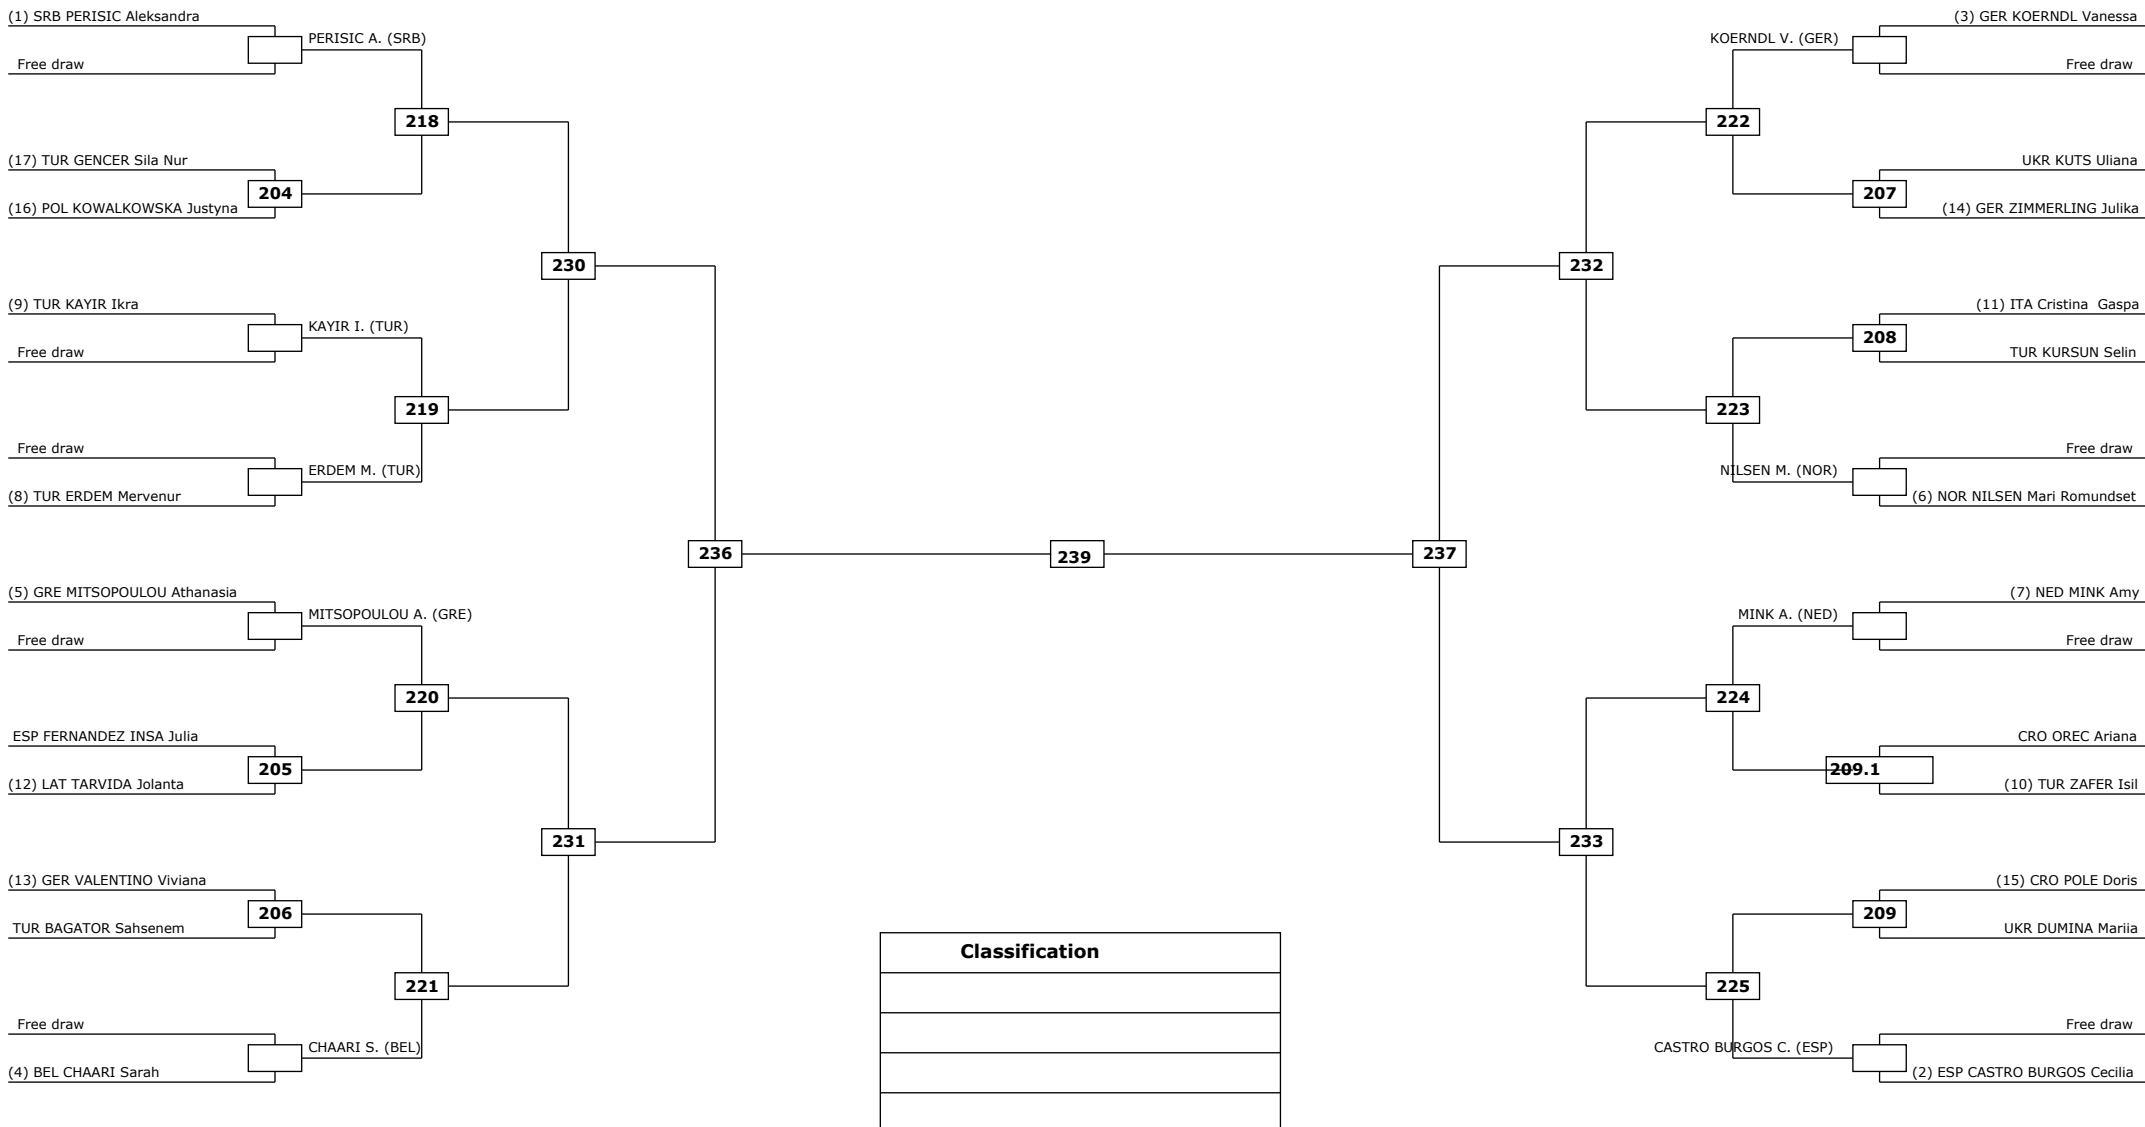 (1) SRB PERISIC Aleksandra
PERISIC A. (SRB)
Free draw
218
(17) TUR GENCER Sila Nur
204
(16) POL KOWALKOWSKA Justyna
230
(9) TUR KAYIR Ikra
KAYIR I. (TUR)
Free draw
219
Free draw
ERDEM M. (TUR)
(8) TUR ERDEM Mervenur
236
(5) GRE MITSOPOULOU Athanasia
MITSOPOULOU A. (GRE)
Free draw
220
ESP FERNANDEZ INSA Julia
205
(12) LAT TARVIDA Jolanta
231
(13) GER VALENTINO Viviana
206
TUR BAGATOR Sahsenem
221
Free draw
CHAARI S. (BEL)
(4) BEL CHAARI Sarah
239
Classification
(3) GER KOERNDL Vanessa
KOERNDL V. (GER)
Free draw
222
UKR KUTS Uliana
207
(14) GER ZIMMERLING Julika
232
(11) ITA Cristina  Gaspa
208
TUR KURSUN Selin
223
Free draw
NILSEN M. (NOR)
(6) NOR NILSEN Mari Romundset
237
(7) NED MINK Amy
MINK A. (NED)
Free draw
224
CRO OREC Ariana
209.1
(10) TUR ZAFER Isil
233
(15) CRO POLE Doris
209
UKR DUMINA Mariia
225
Free draw
CASTRO BURGOS C. (ESP)
(2) ESP CASTRO BURGOS Cecilia